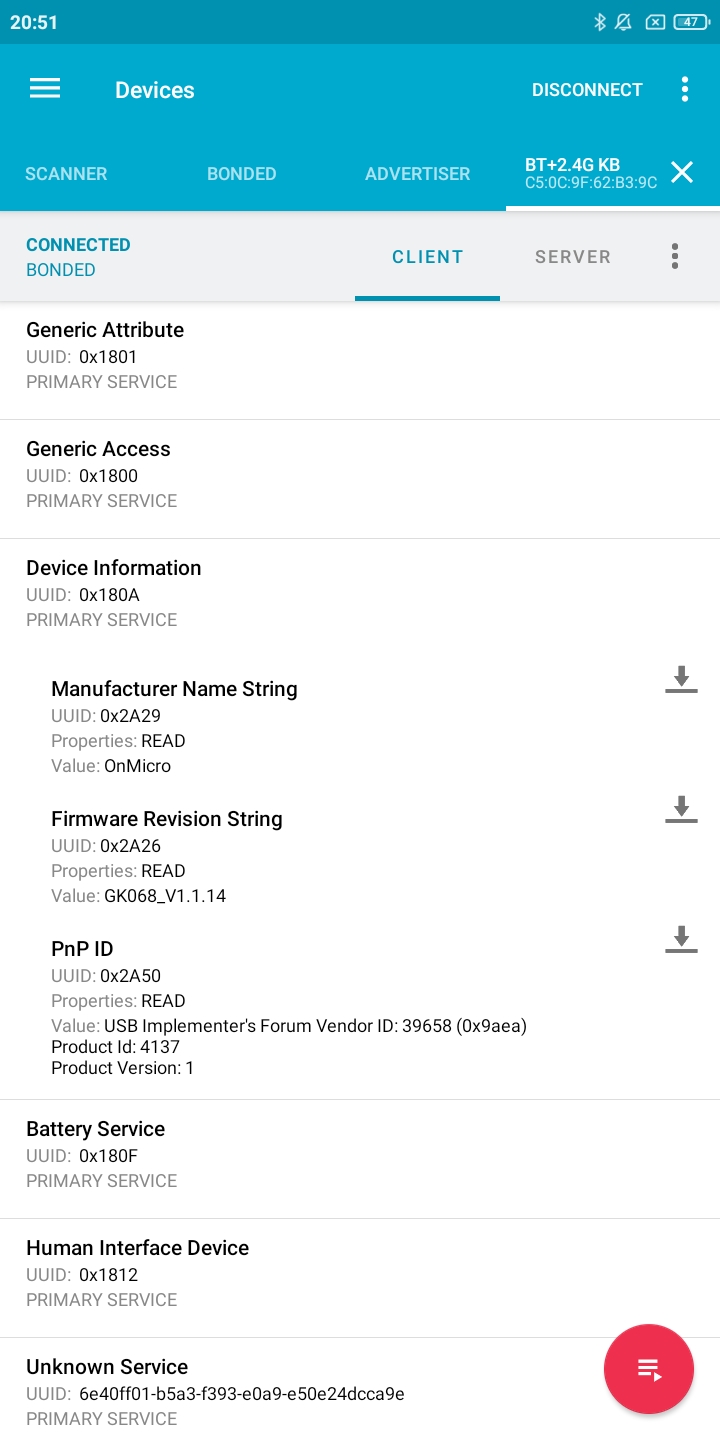 20:51
47
Devices
DISCONNECT
SCANNER
BONDED
ADVERTISER
BT+2.4G KB
C5:0C:9F:62:B3:9C
CONNECTED
BONDED
CLIENT
SERVER
Generic Attribute
UUID: 0x1801
PRIMARY SERVICE
Generic Access
UUID: 0x1800
PRIMARY SERVICE
Device Information
UUID: 0x180A
PRIMARY SERVICE
Manufacturer Name String
UUID: 0x2A29
Properties: READ
Value: OnMicro
Firmware Revision String
UUID: 0x2A26
Properties: READ
Value: GK068_V1.1.14
PnP ID
UUID: 0x2A50
Properties: READ
Value: USB Implementer's Forum Vendor ID: 39658 (0x9aea)
Product Id: 4137
Product Version: 1
Battery Service
UUID: 0x180F
PRIMARY SERVICE
Human Interface Device
UUID: 0x1812
PRIMARY SERVICE
Unknown Service
UUID: 6e40ff01-b5a3-f393-e0a9-e50e24dcca9e
PRIMARY SERVICE